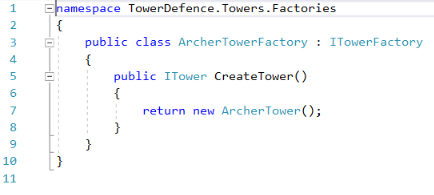 1 namespace TowerDefence.Towers.Factories
2 {
3 public class ArcherTowerFactory : ITowerFactory
4 {
5 public ITower CreateTower()
6 {
7 return new ArcherTower();
8 }
9 }
10 }
11